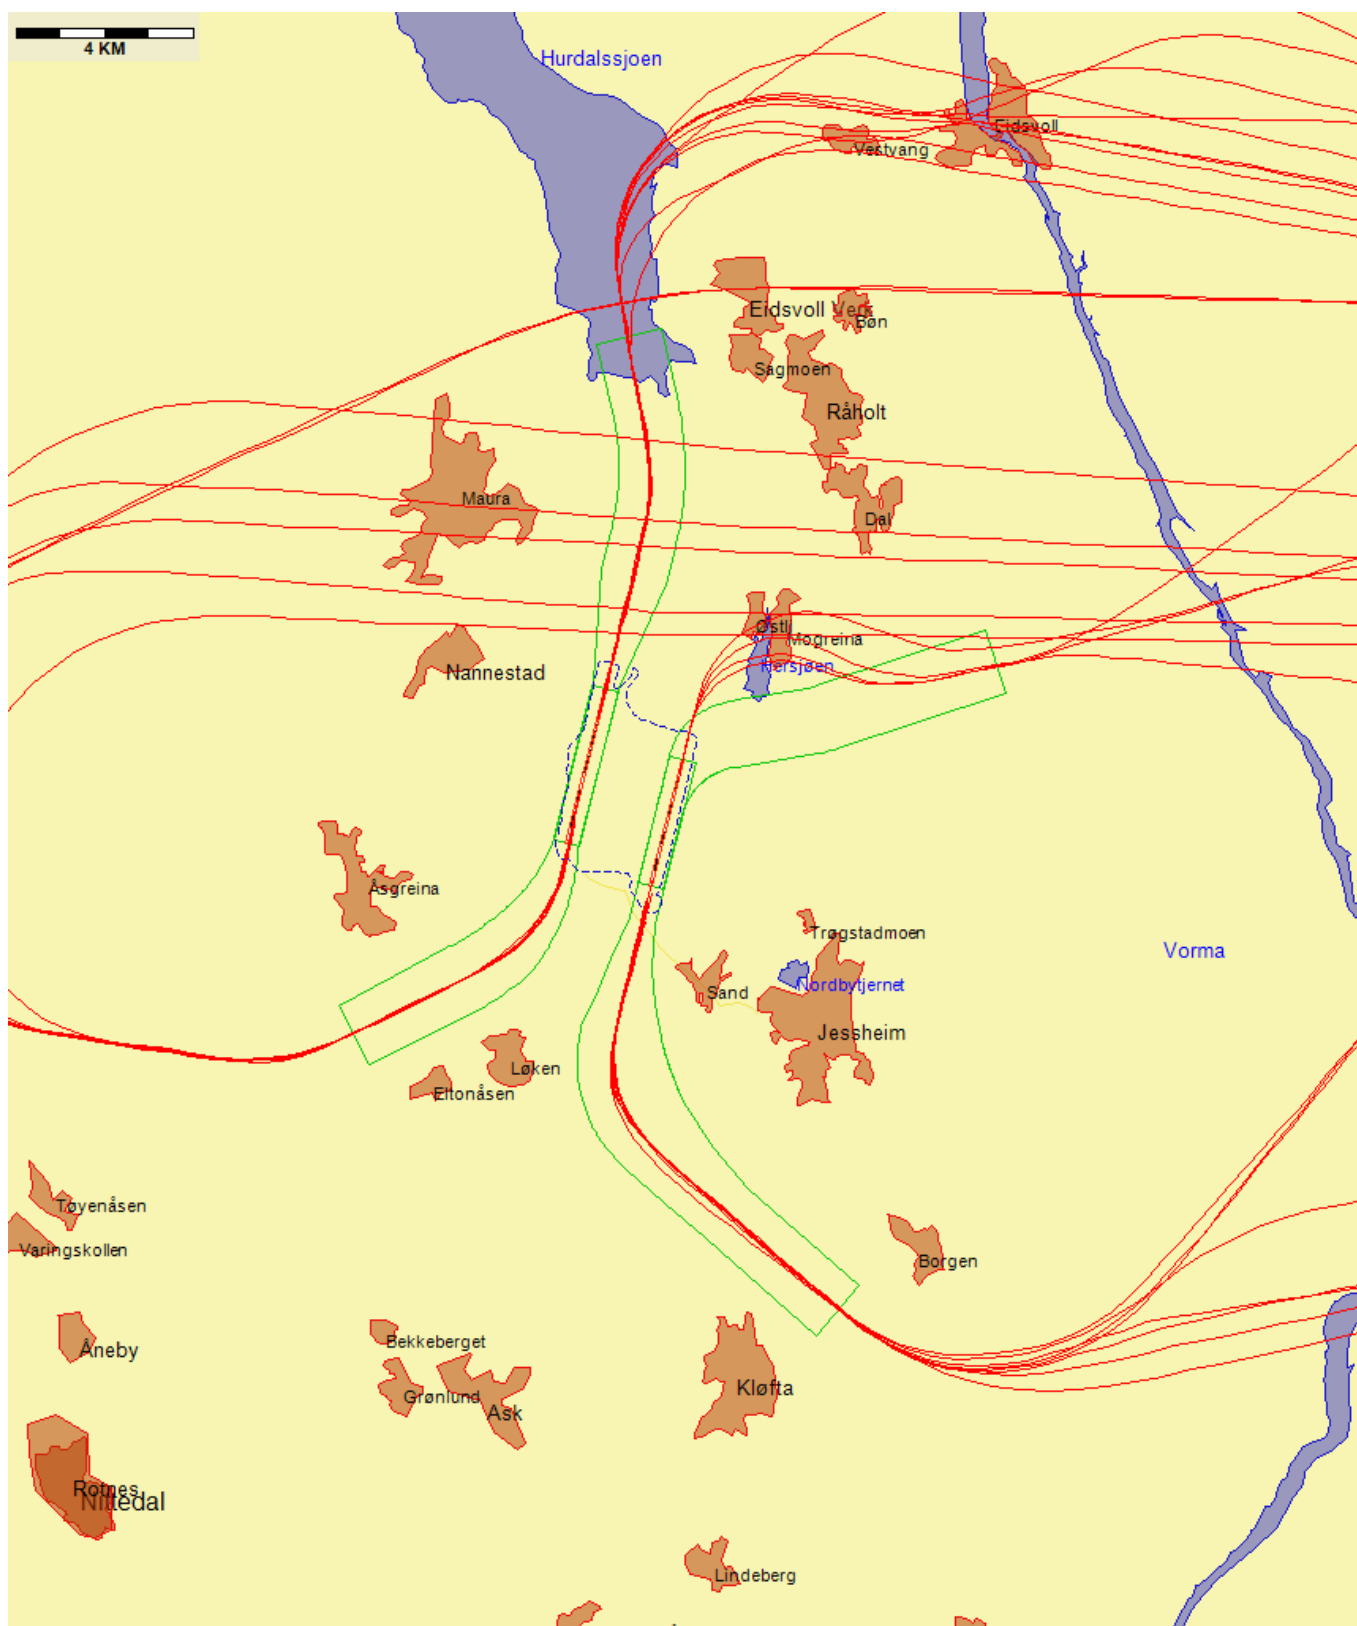 4 KM
Hurdalssjoen
Eidsvoll
Vestvang
Eidsvoll Verk
Bøn
Sagmoen
Råholt
Maura
Dal
Østli
Mogreina
Hersjøen
Nannestad
Åsgreina
Trøgstadmoen
Vorma
Nordbytjernet
Sand
Jessheim
Løken
Eltonåsen
Tøyenåsen
Varingskollen
Borgen
Åneby
Bekkeberget
Grønlund
Kløfta
Ask
Rotnes
Nittedal
Lindeberg